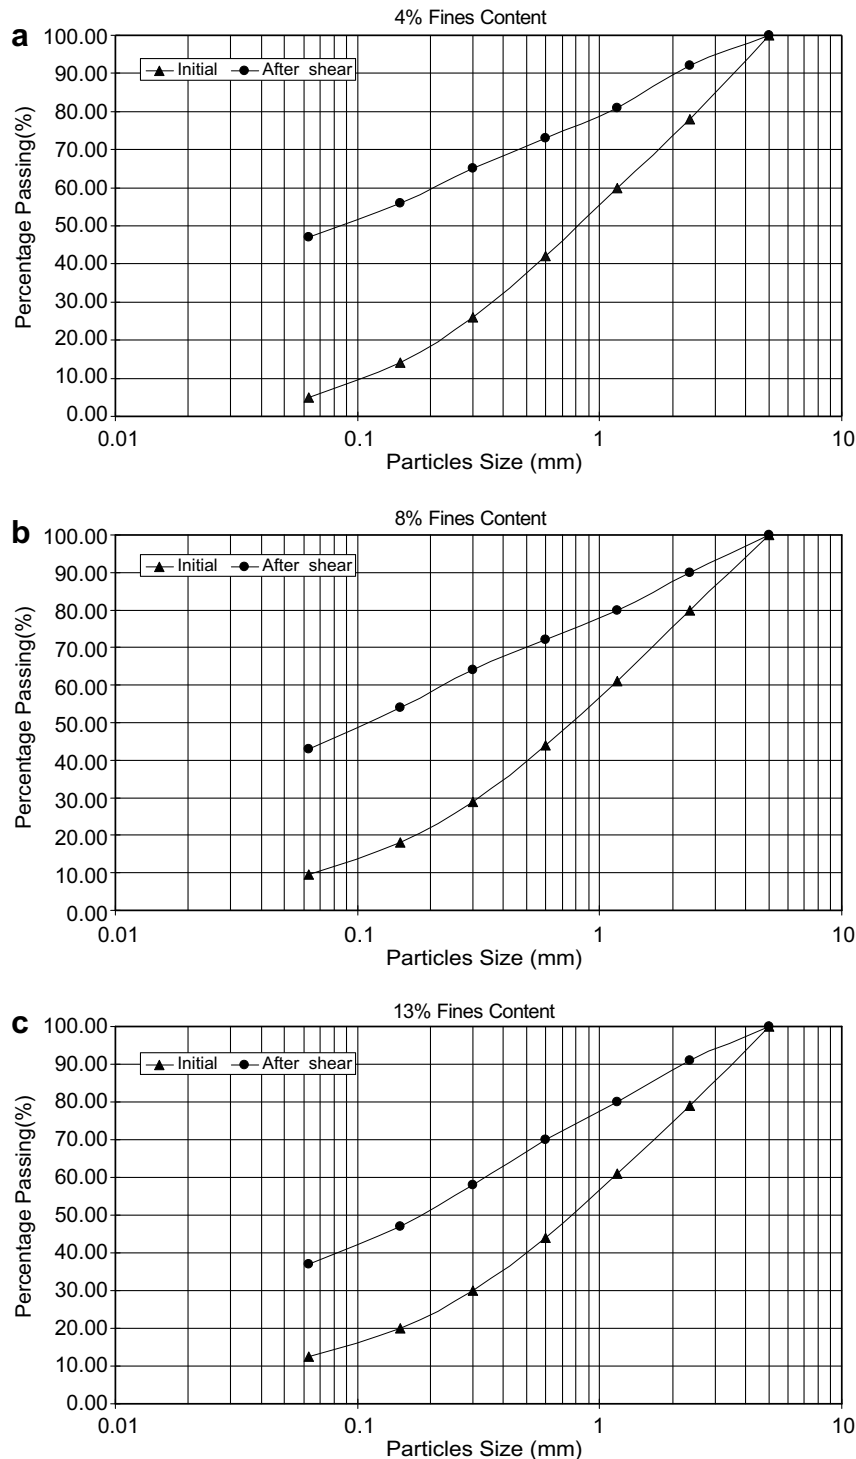 a
4% Fines Content
100.00
90.00
80.00
70.00
60.00
50.00
40.00
30.00
20.00
10.00
0.00
Percentage Passing(%)
Initial After shear
0.01 0.1 1 10
Particles Size (mm)
b
8% Fines Content
100.00
90.00
80.00
70.00
60.00
50.00
40.00
30.00
20.00
10.00
0.00
Percentage Passing(%)
Initial After shear
0.01 0.1 1 10
Particles Size (mm)
c
13% Fines Content
100.00
90.00
80.00
70.00
60.00
50.00
40.00
30.00
20.00
10.00
0.00
Percentage Passing(%)
Initial After shear
0.01 0.1 1 10
Particles Size (mm)